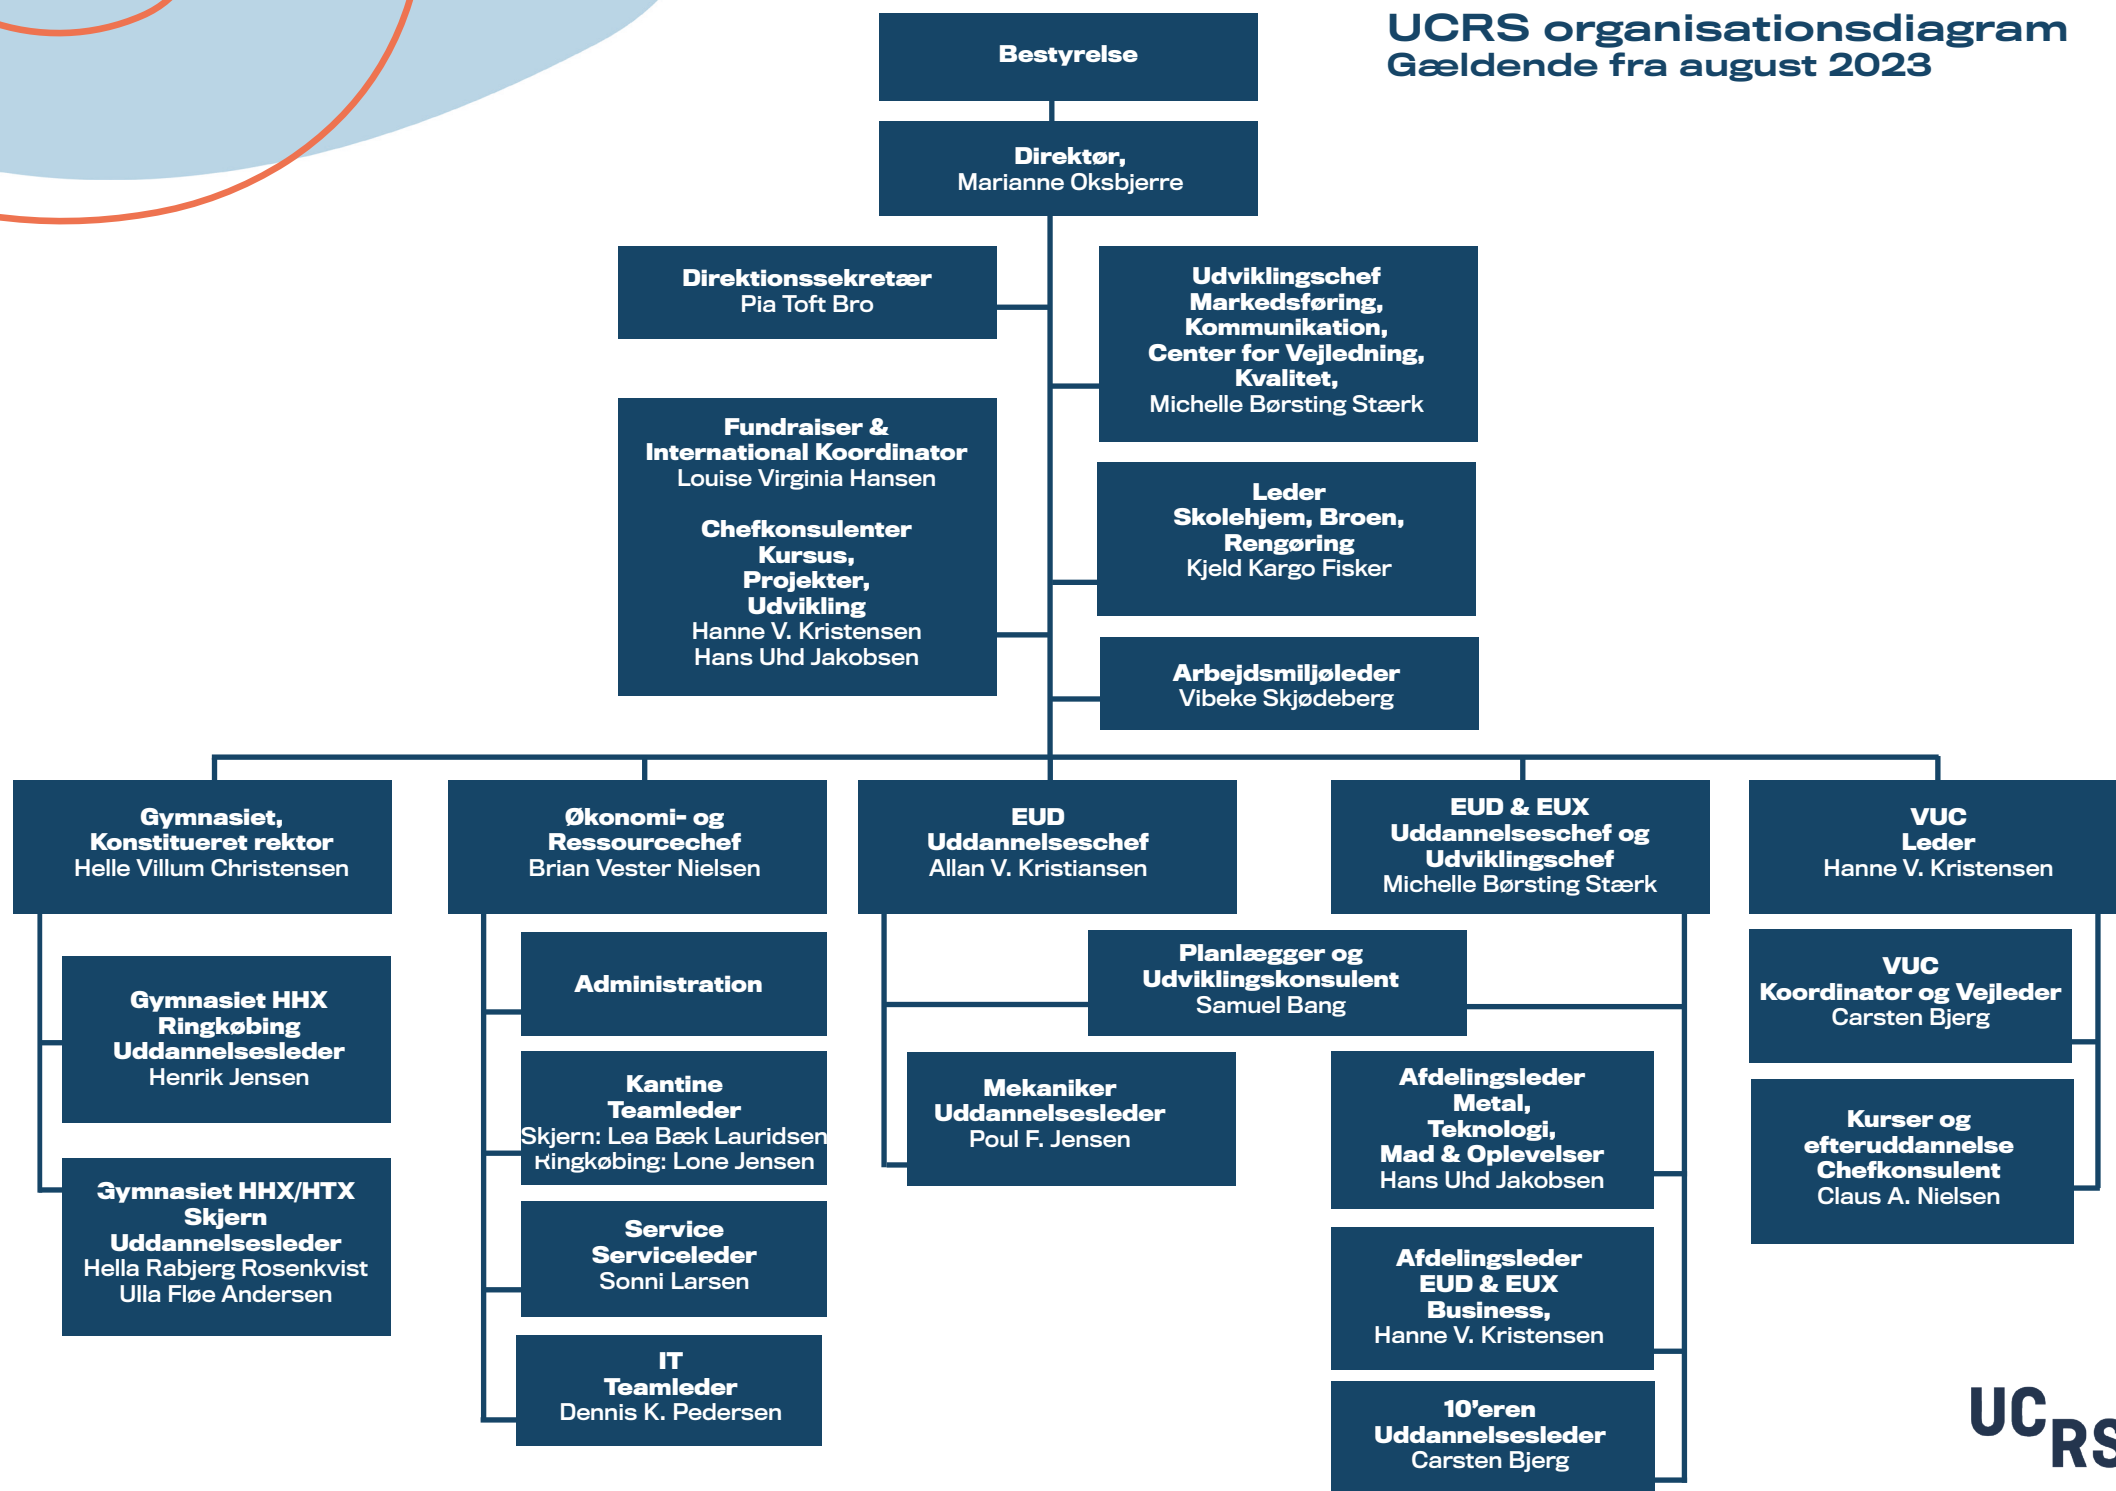 UCRS organisationsdiagram
Gældende fra august 2023
Bestyrelse
Direktør,
Marianne Oksbjerre
Direktionssekretær
Pia Toft Bro
Udviklingschef
Markedsføring,
Kommunikation,
Center for Vejledning,
Kvalitet,
Michelle Børsting Stærk
Fundraiser &
International Koordinator
Louise Virginia Hansen
Chefkonsulenter
Kursus,
Projekter,
Udvikling
Hanne V. Kristensen
Hans Uhd Jakobsen
Leder
Skolehjem, Broen,
Rengøring
Kjeld Kargo Fisker
Arbejdsmiljøleder
Vibeke Skjødeberg
Gymnasiet,
Konstitueret rektor
Helle Villum Christensen
Økonomi- og
Ressourcechef
Brian Vester Nielsen
EUD
Uddannelseschef
Allan V. Kristiansen
EUD & EUX
Uddannelseschef og
Udviklingschef
Michelle Børsting Stærk
VUC
Leder
Hanne V. Kristensen
Gymnasiet HHX
Ringkøbing
Uddannelsesleder
Henrik Jensen
Gymnasiet HHX/HTX
Skjern
Uddannelsesleder
Hella Rabjerg Rosenkvist
Ulla Fløe Andersen
Administration
Kantine
Teamleder
Skjern: Lea Bæk Lauridsen
Ringkøbing: Lone Jensen
Service
Serviceleder
Sonni Larsen
IT
Teamleder
Dennis K. Pedersen
Planlægger og
Udviklingskonsulent
Samuel Bang
Mekaniker
Uddannelsesleder
Poul F. Jensen
Afdelingsleder
Metal,
Teknologi,
Mad & Oplevelser
Hans Uhd Jakobsen
Afdelingsleder
EUD & EUX
Business,
Hanne V. Kristensen
10'eren
Uddannelsesleder
Carsten Bjerg
VUC
Koordinator og Vejleder
Carsten Bjerg
Kurser og
efteruddannelse
Chefkonsulent
Claus A. Nielsen
UC
RS